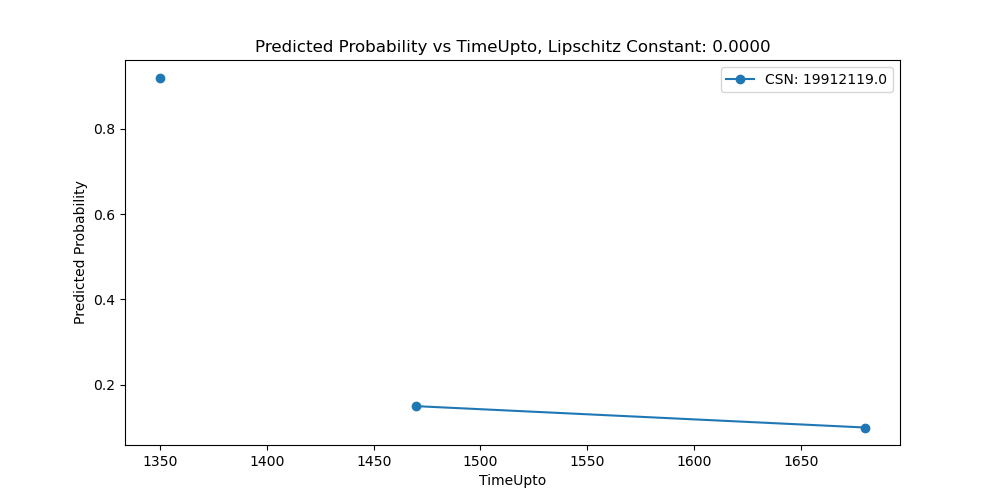 Predicted Probability vs TimeUpto, Lipschitz Constant: 0.0000
CSN: 19912119.0
0.8
0.6
0.4
0.2
Predicted Probability
1350 1400 1450 1500 1550 1600 1650
TimeUpto